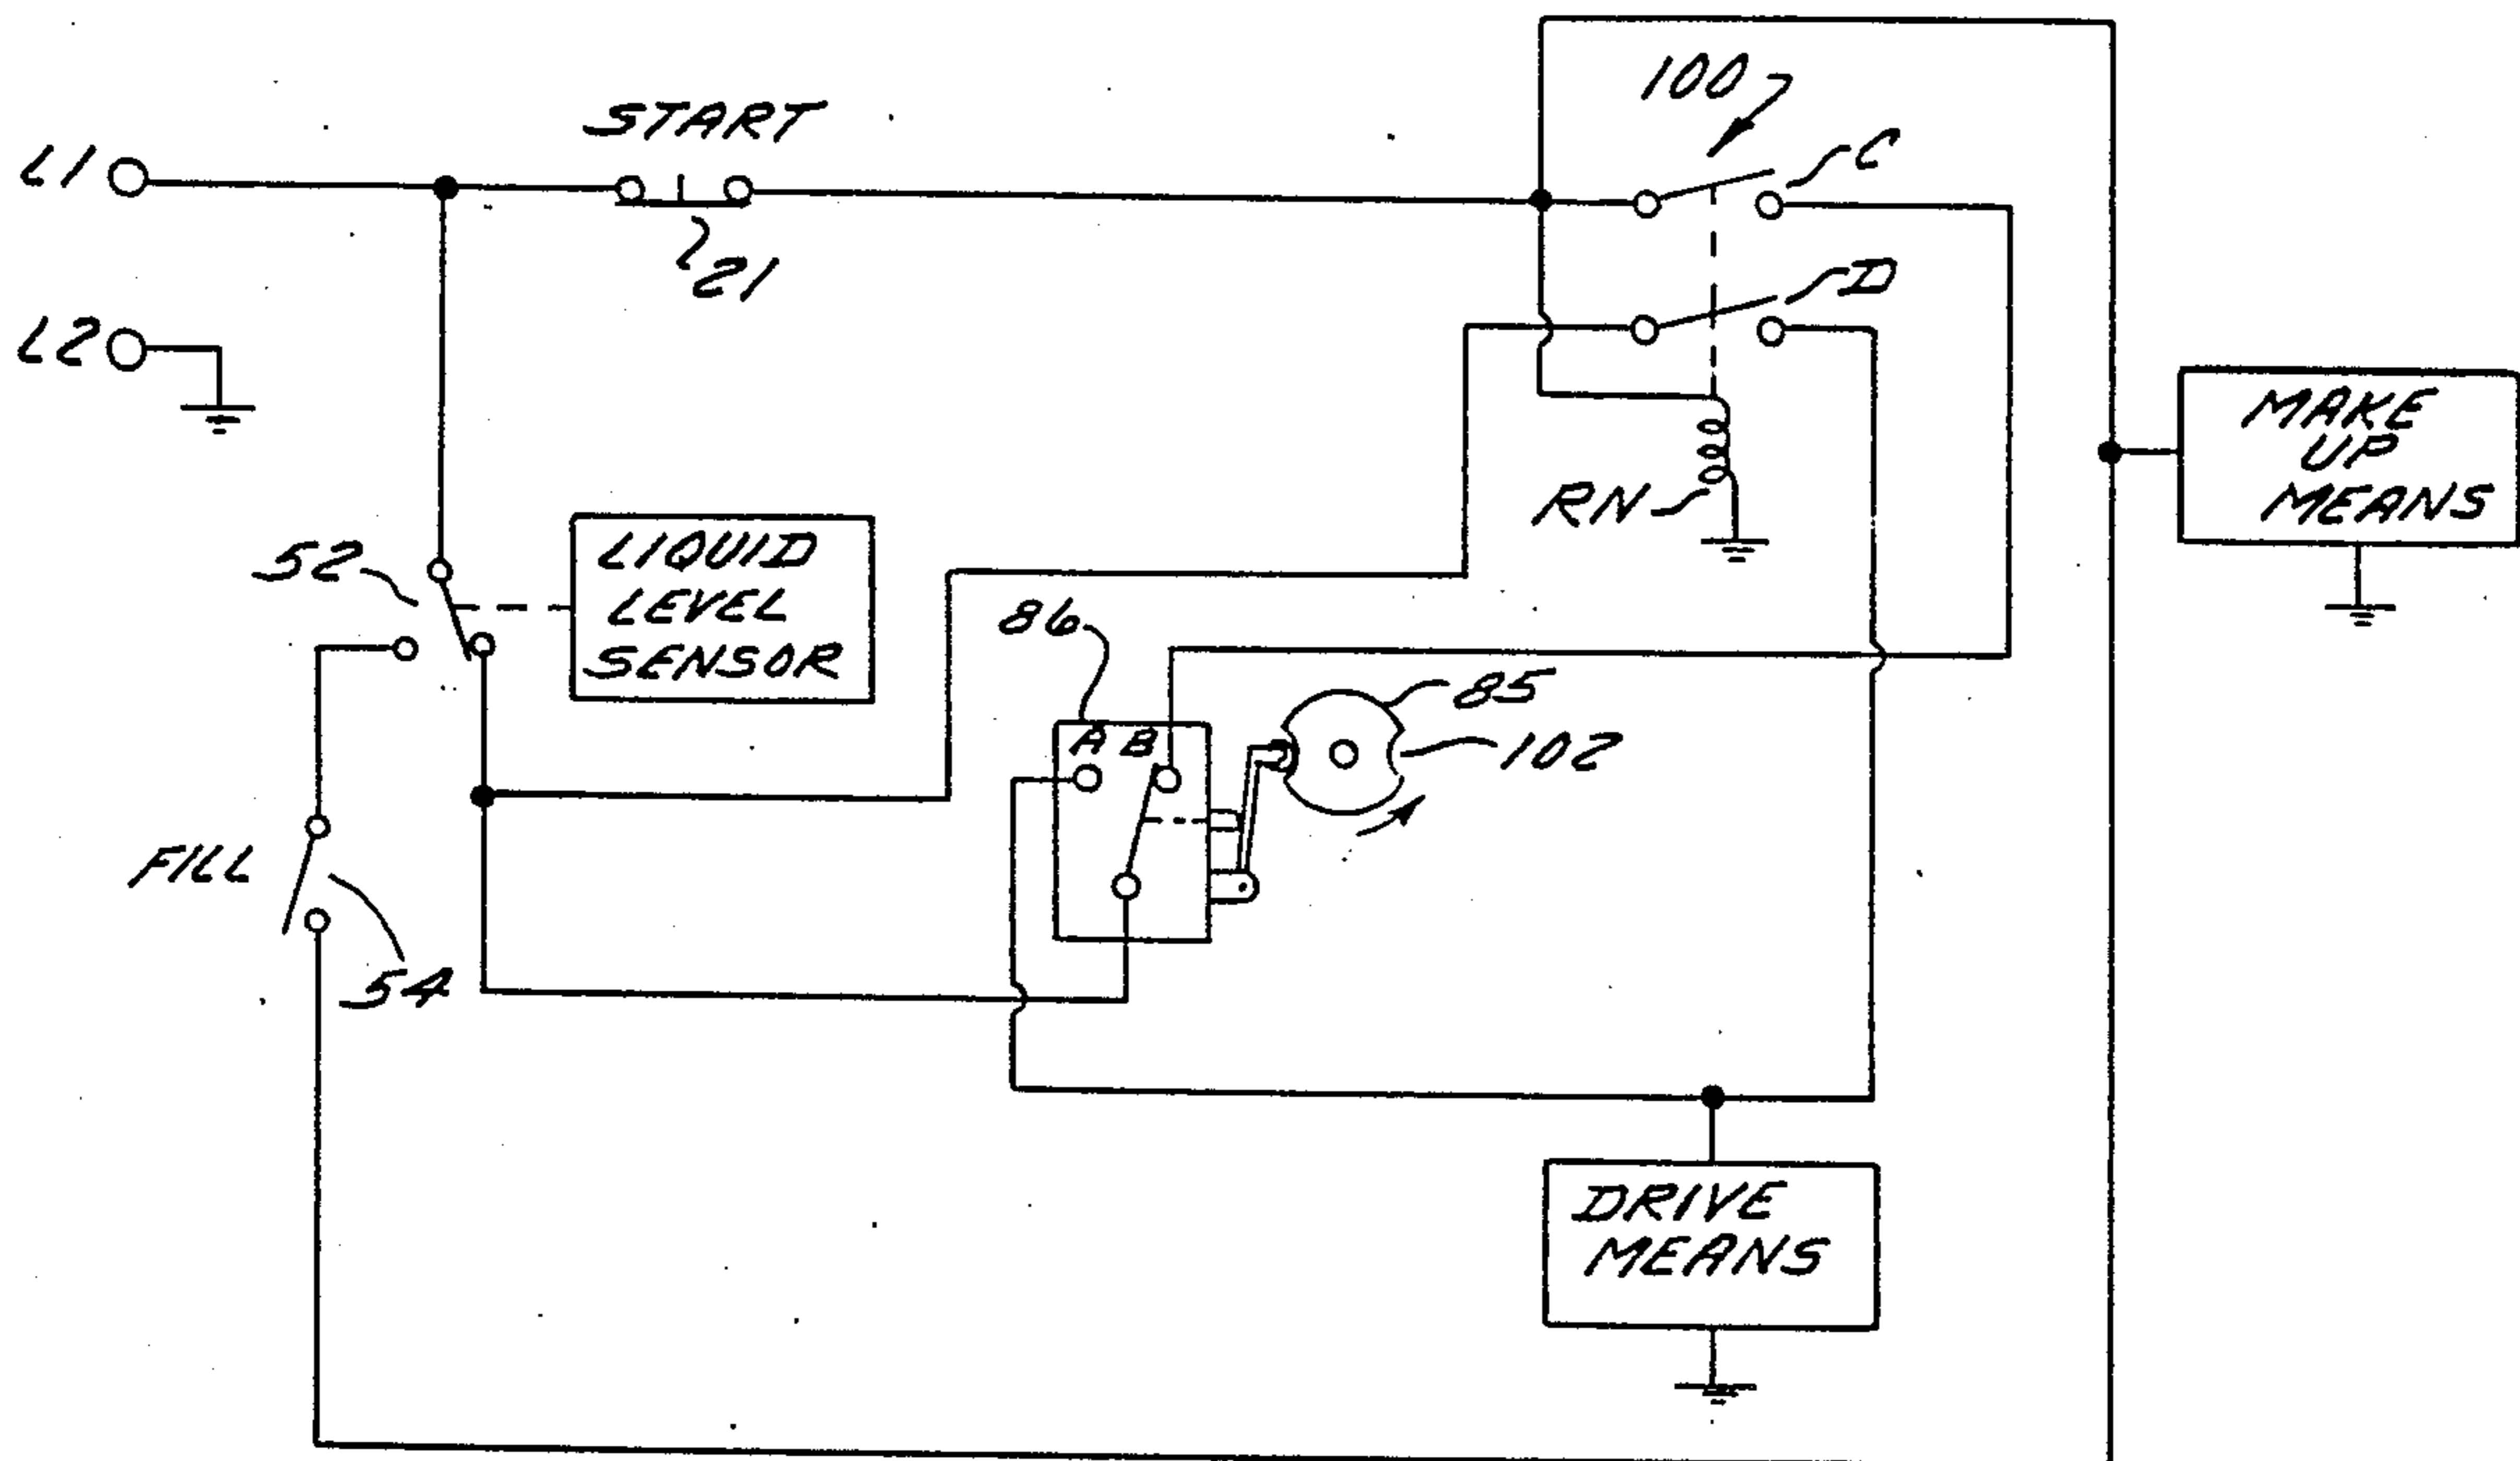 100
START
C
L1
21
D
L2
MAKE
UP
MEANS
RN
52
LIQUID
LEVEL
SENSOR
86
85
A B
102
FILL
54
DRIVE
MEANS